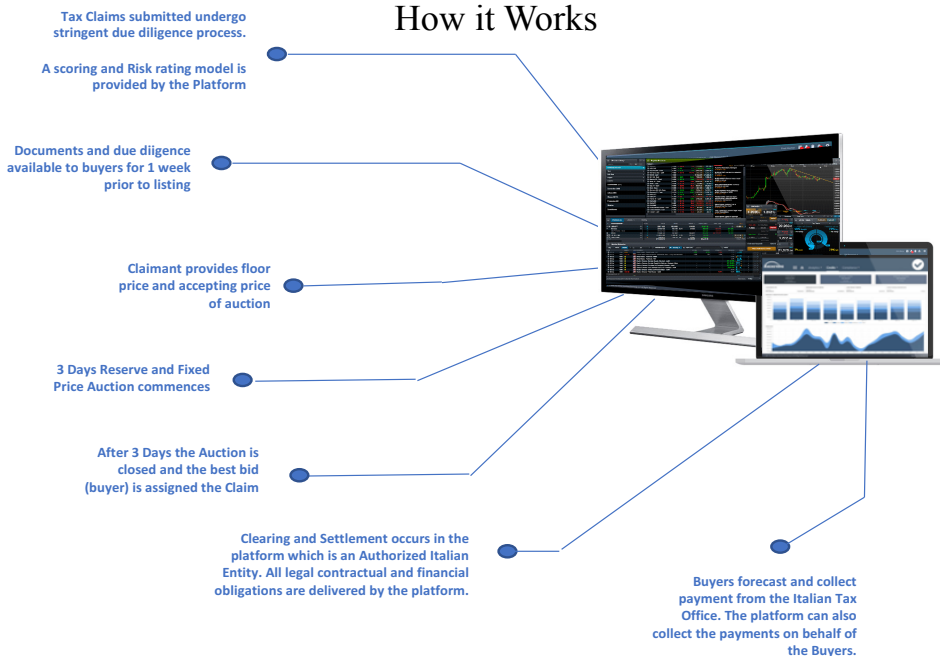 How it Works
Tax Claims submitted undergo
stringent due diligence process.
A scoring and Risk rating model is
provided by the Platform
Documents and due diigence
available to buyers for 1 week
prior to listing
Claimant provides floor
price and accepting price
of auction
3 Days Reserve and Fixed
Price Auction commences
After 3 Days the Auction is
closed and the best bid
(buyer) is assigned the Claim
Clearing and Settlement occurs in the
platform which is an Authorized Italian
Entity. All legal contractual and financial
obligations are delivered by the platform.
Buyers forecast and collect
payment from the Italian Tax
Office. The platform can also
collect the payments on behalf of
the Buyers.